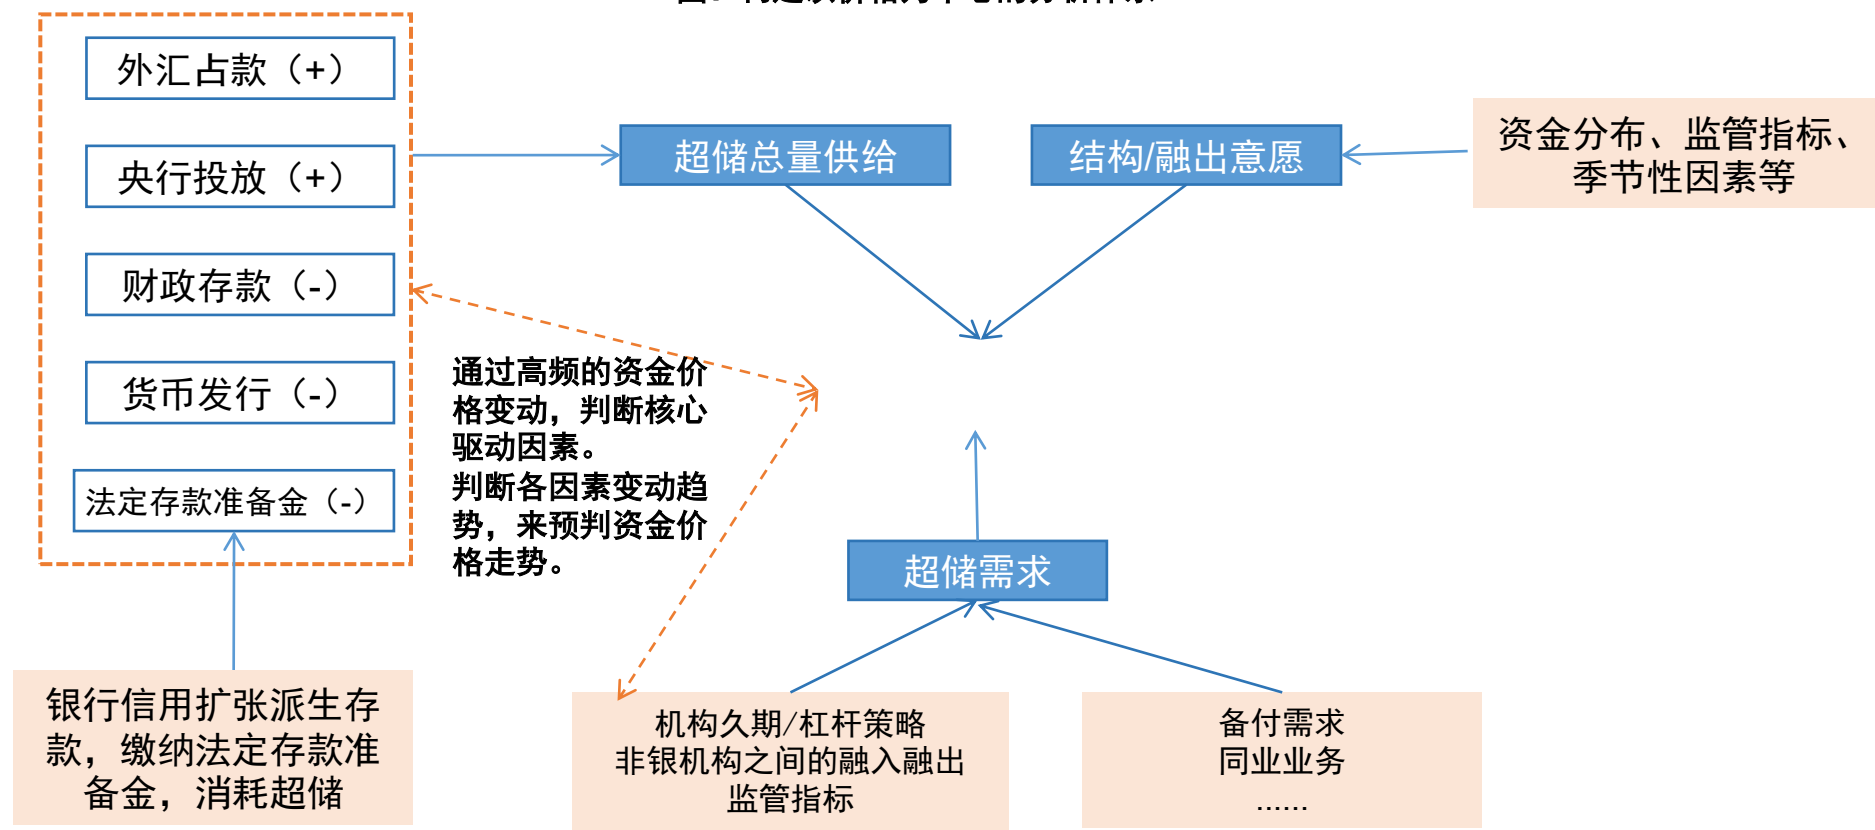 外汇占款（+）
央行投放（+）
财政存款（-）
货币发行（-）
法定存款准备金（-）
银行信用扩张派生存
款，缴纳法定存款准
备金，消耗超储
超储总量供给
结构/融出意愿
资金分布、监管指标、
季节性因素等
通过高频的资金价
格变动，判断核心
驱动因素。
判断各因素变动趋
势，来预判资金价
格走势。
超储需求
机构久期/杠杆策略
非银机构之间的融入融出
监管指标
备付需求
同业业务
......